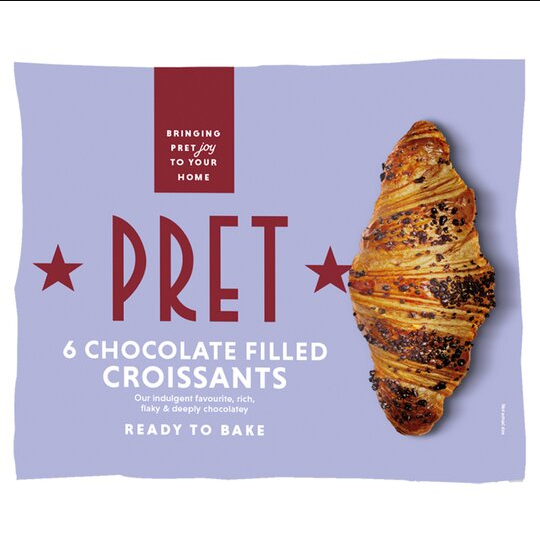 BRINGING
PRET joy
TO YOUR
HOME
PRET
6 CHOCOLATE FILLED
CROISSANTS
Our indulgent favourite, rich,
flaky & deeply chocolatey
READY TO BAKE